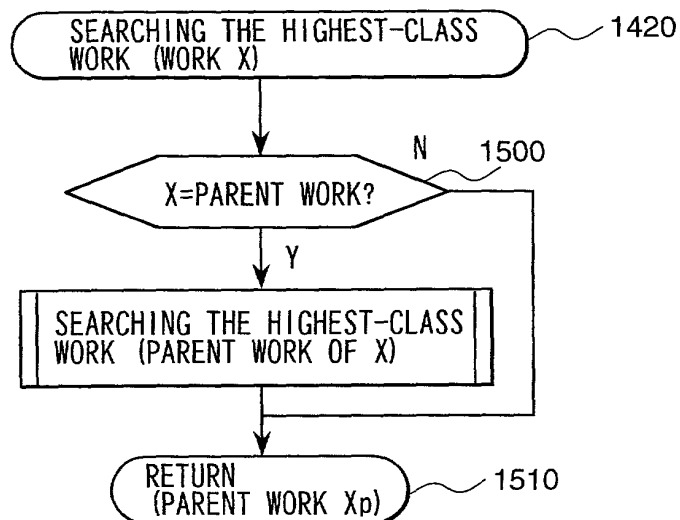 SEARCHING THE HIGHEST-CLASS
WORK (WORK X)
1420
N
1500
X=PARENT WORK?
Y
SEARCHING THE HIGHEST-CLASS
WORK (PARENT WORK OF X)
RETURN
(PARENT WORK Xp)
1510